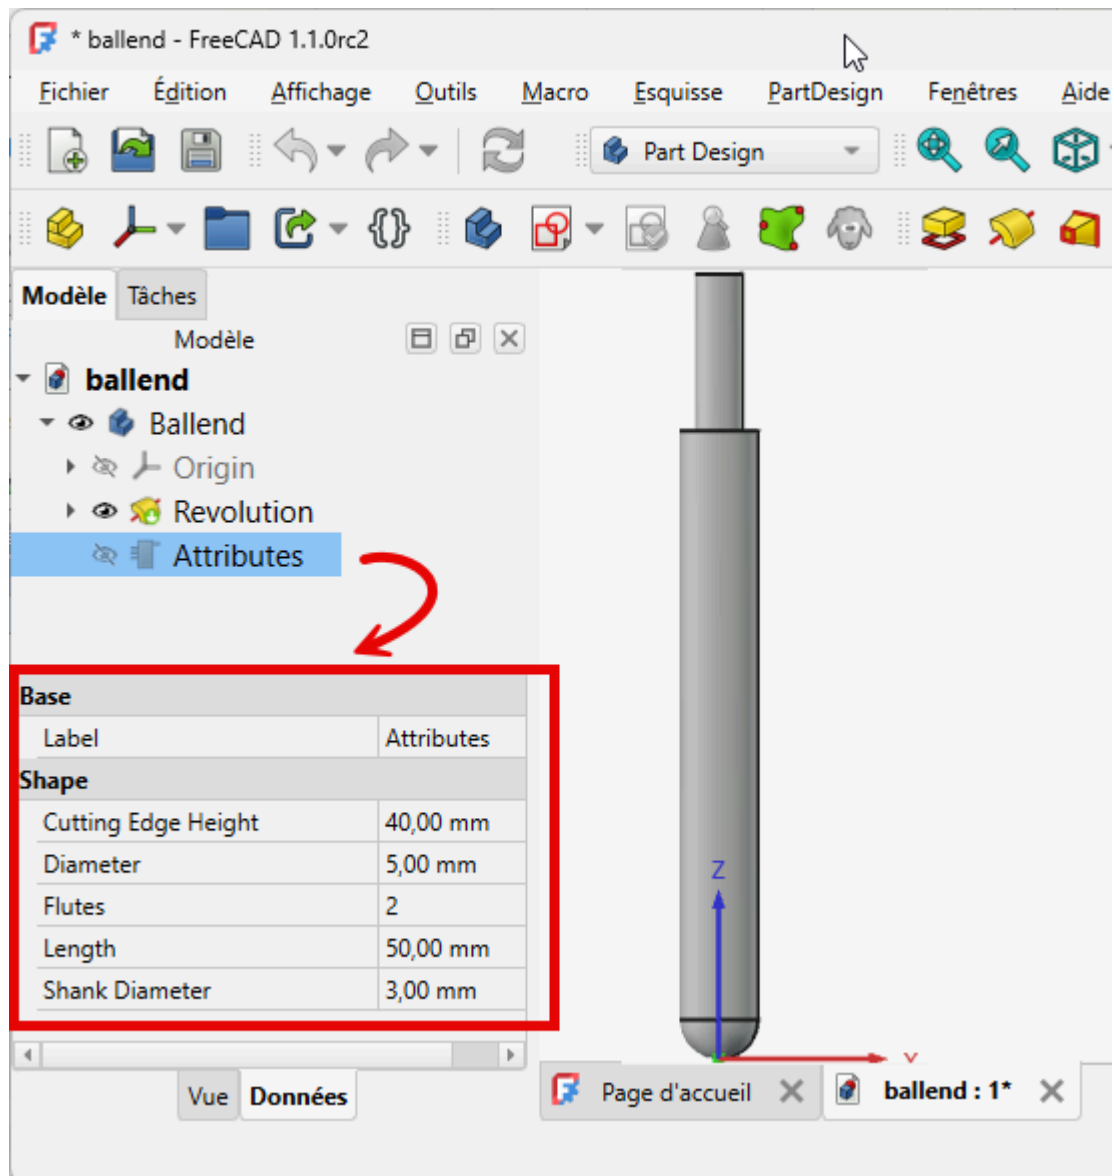 * ballend - FreeCAD 1.1.0rc2
Fichier Édition Affichage Outils Macro Esquisse PartDesign Fenêtres Aide
Part Design
Modèle Tâches
Modèle
ballend
Ballend
Origin
Revolution
Attributes
Base
Label Attributes
Shape
Cutting Edge Height 40,00 mm
Diameter 5,00 mm
Flutes 2
Length 50,00 mm
Shank Diameter 3,00 mm
Z
Vue Données
Page d'accueil ballend : 1*